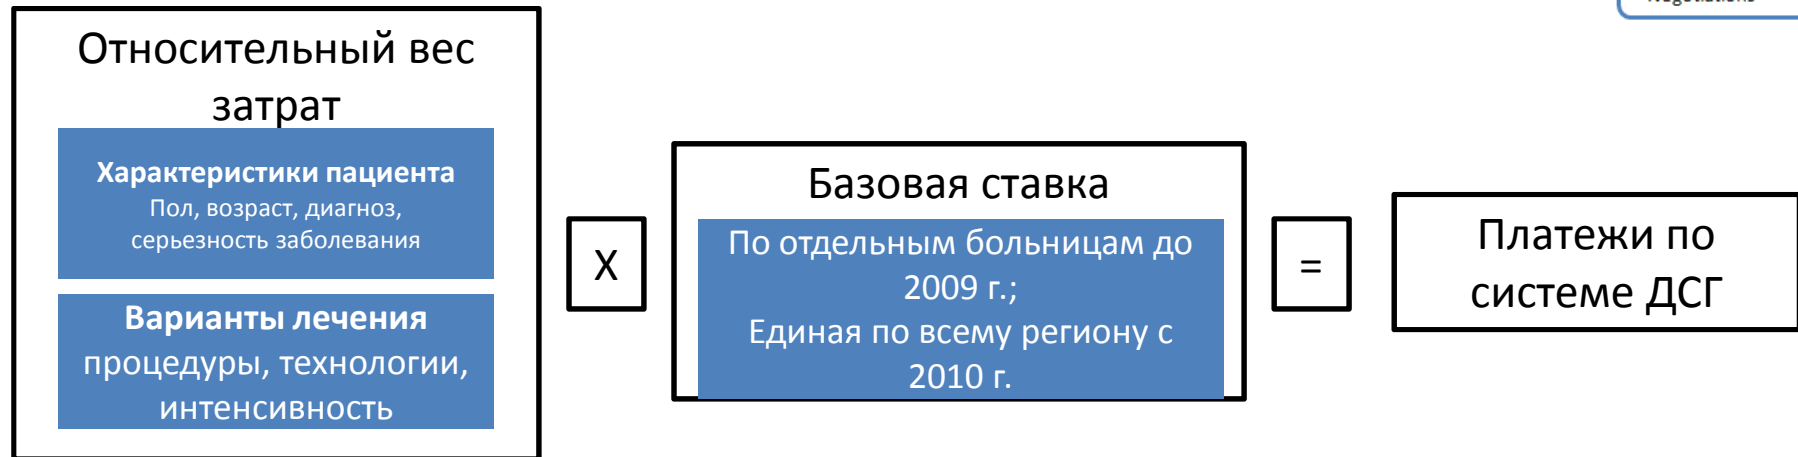 Относительный вес
затрат
Характеристики пациента
Пол, возраст, диагноз,
серьезность заболевания
Варианты лечения
процедуры, технологии,
интенсивность
X
Базовая ставка
По отдельным больницам до
2009 г.;
Единая по всему региону с
2010 г.
=
Платежи по
системе ДСГ